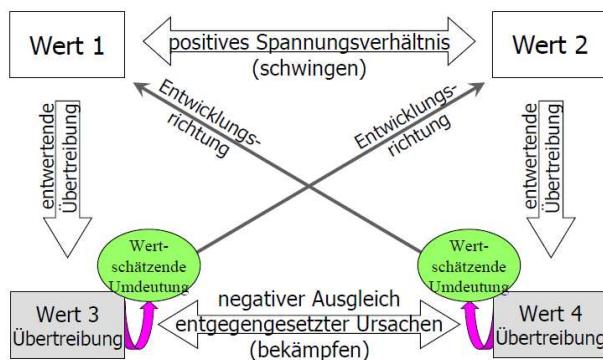 Wert 1
positives Spannungsverhältnis
(schwingen)
Wert 2
entwertende
Übertreibung
Entwicklungs-
richtung
Entwicklungs-
richtung
entwertende
Übertreibung
Wert-
schätzende
Umdeutung
Wert-
schätzende
Umdeutung
Wert 3
Übertreibung
negativer Ausgleich
entgegengesetzter Ursachen
(bekämpfen)
Wert 4
Übertreibung